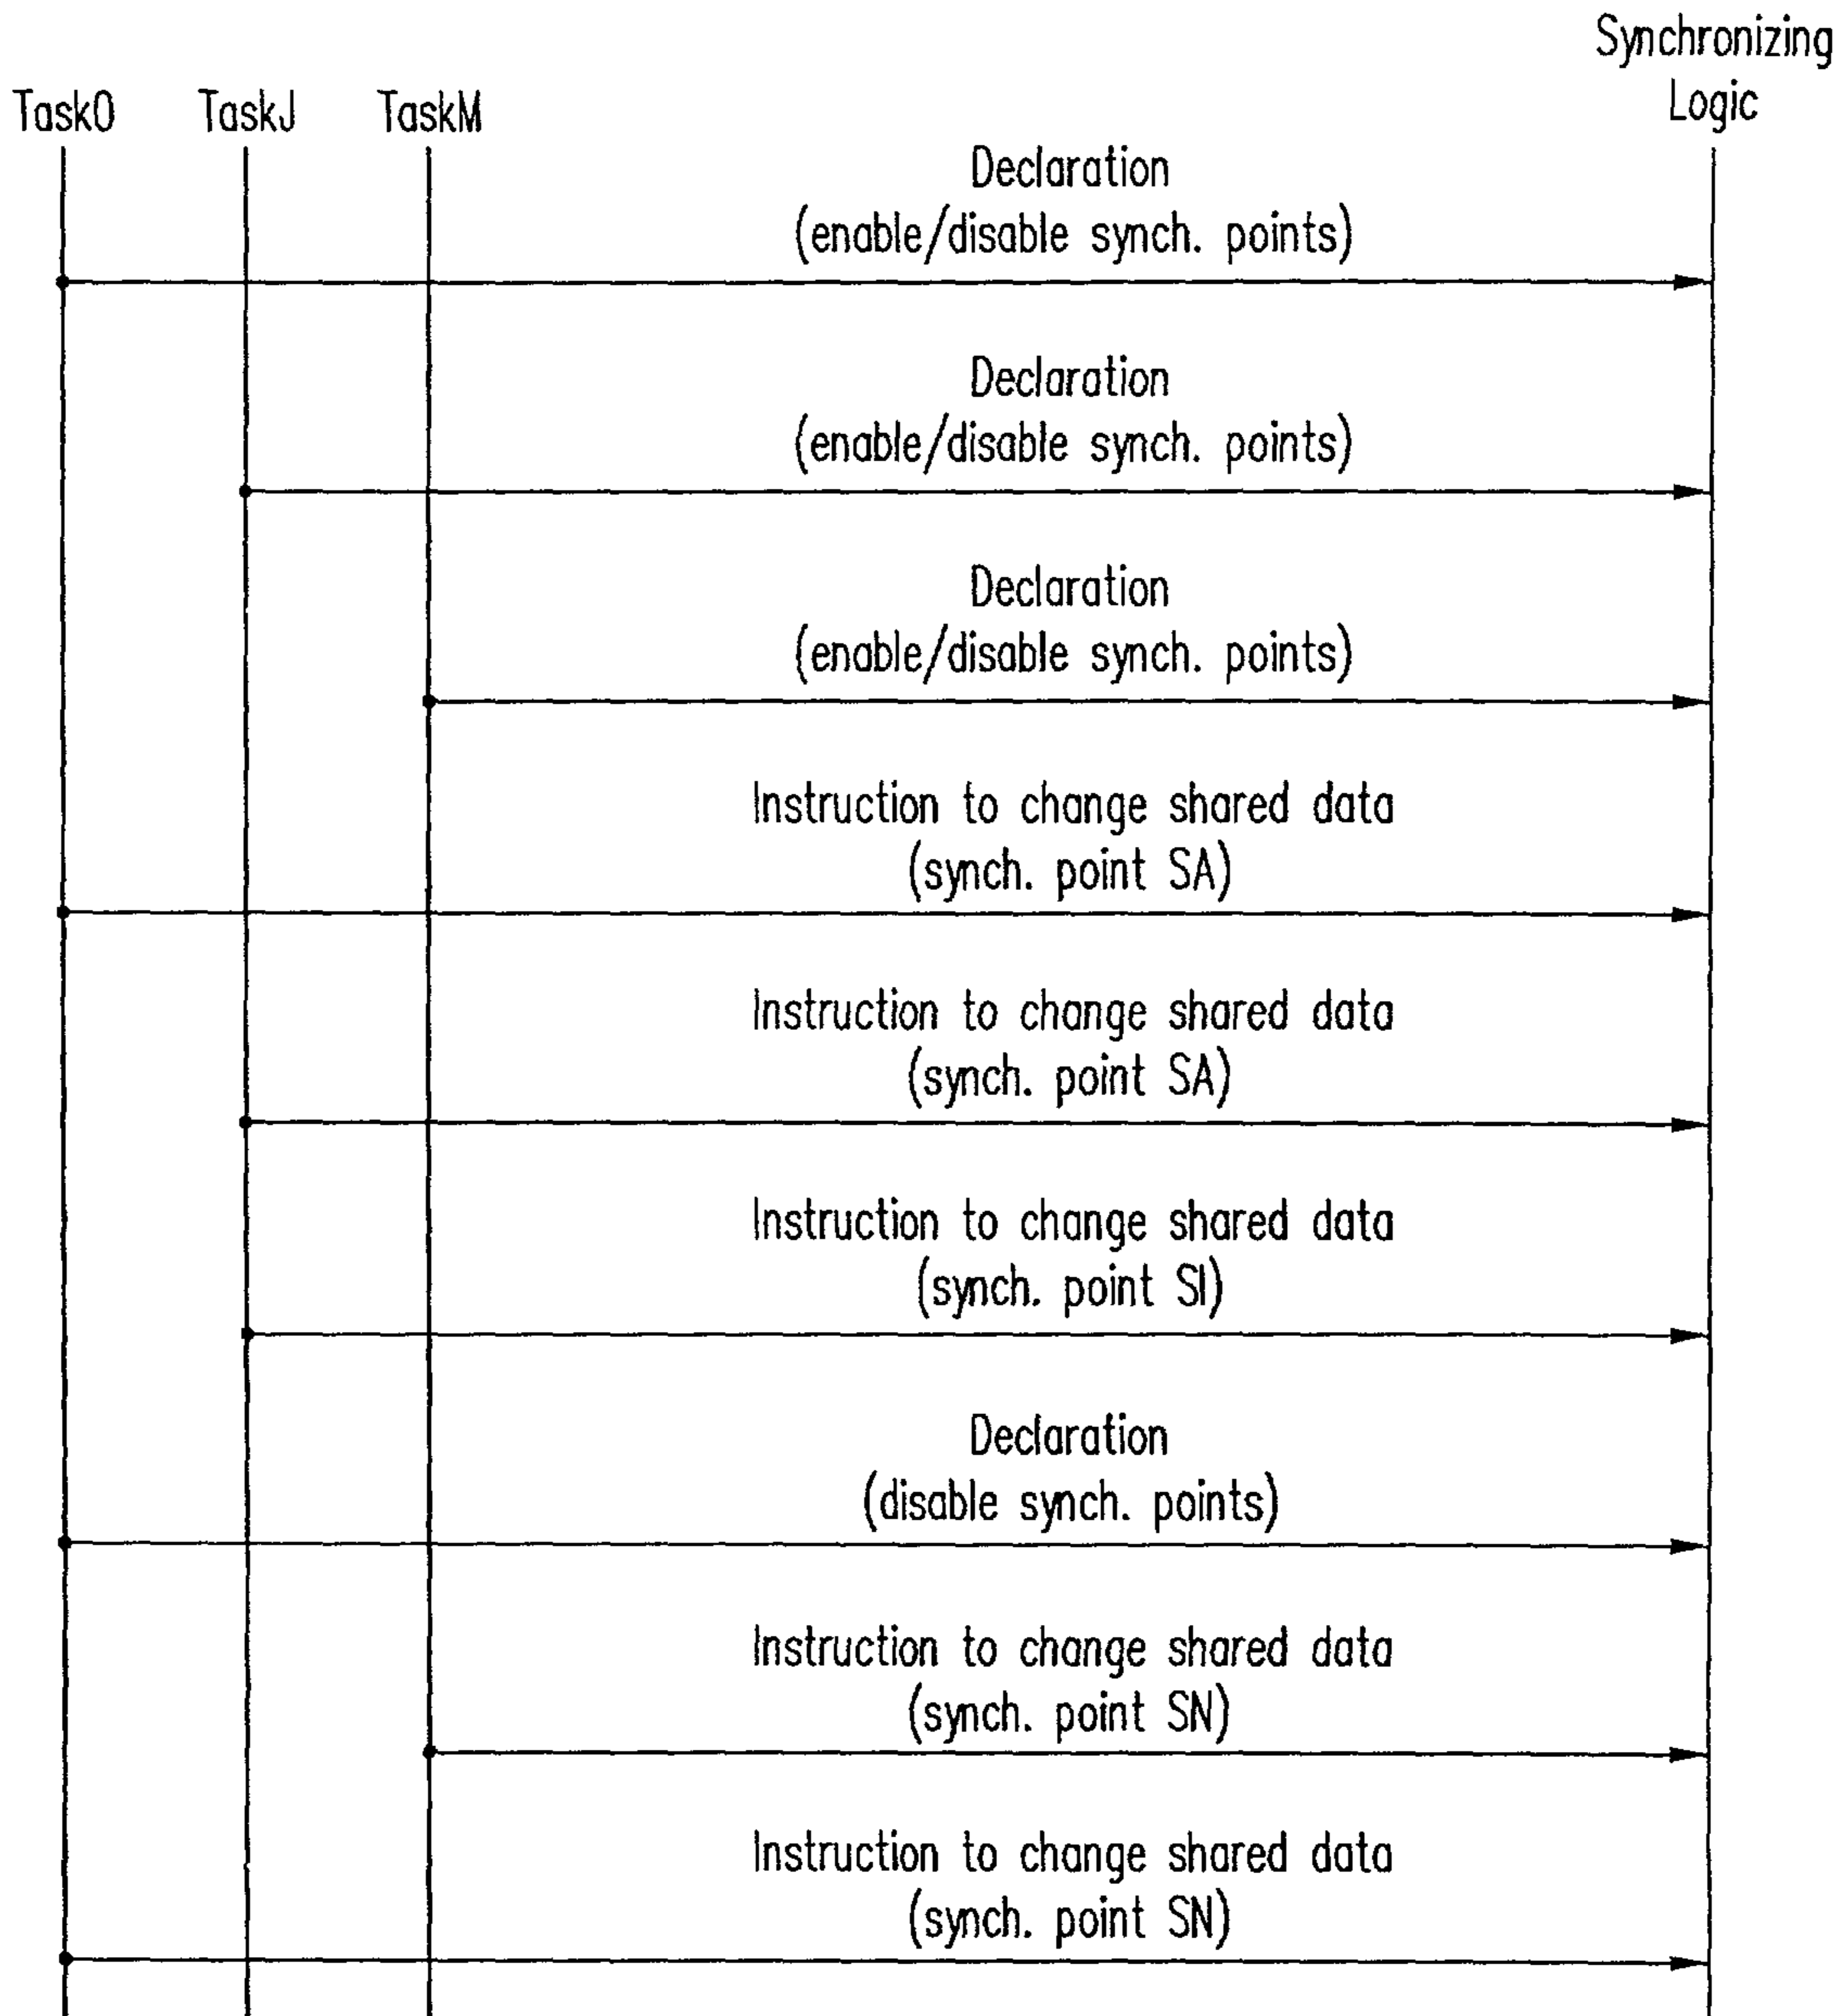 Synchronizing
Logic
Task0 TaskJ TaskM
Declaration
(enable/disable synch. points)
Declaration
(enable/disable synch. points)
Declaration
(enable/disable synch. points)
Instruction to change shared data
(synch. point SA)
Instruction to change shared data
(synch. point SA)
Instruction to change shared data
(synch. point SI)
Declaration
(disable synch. points)
Instruction to change shared data
(synch. point SN)
Instruction to change shared data
(synch. point SN)